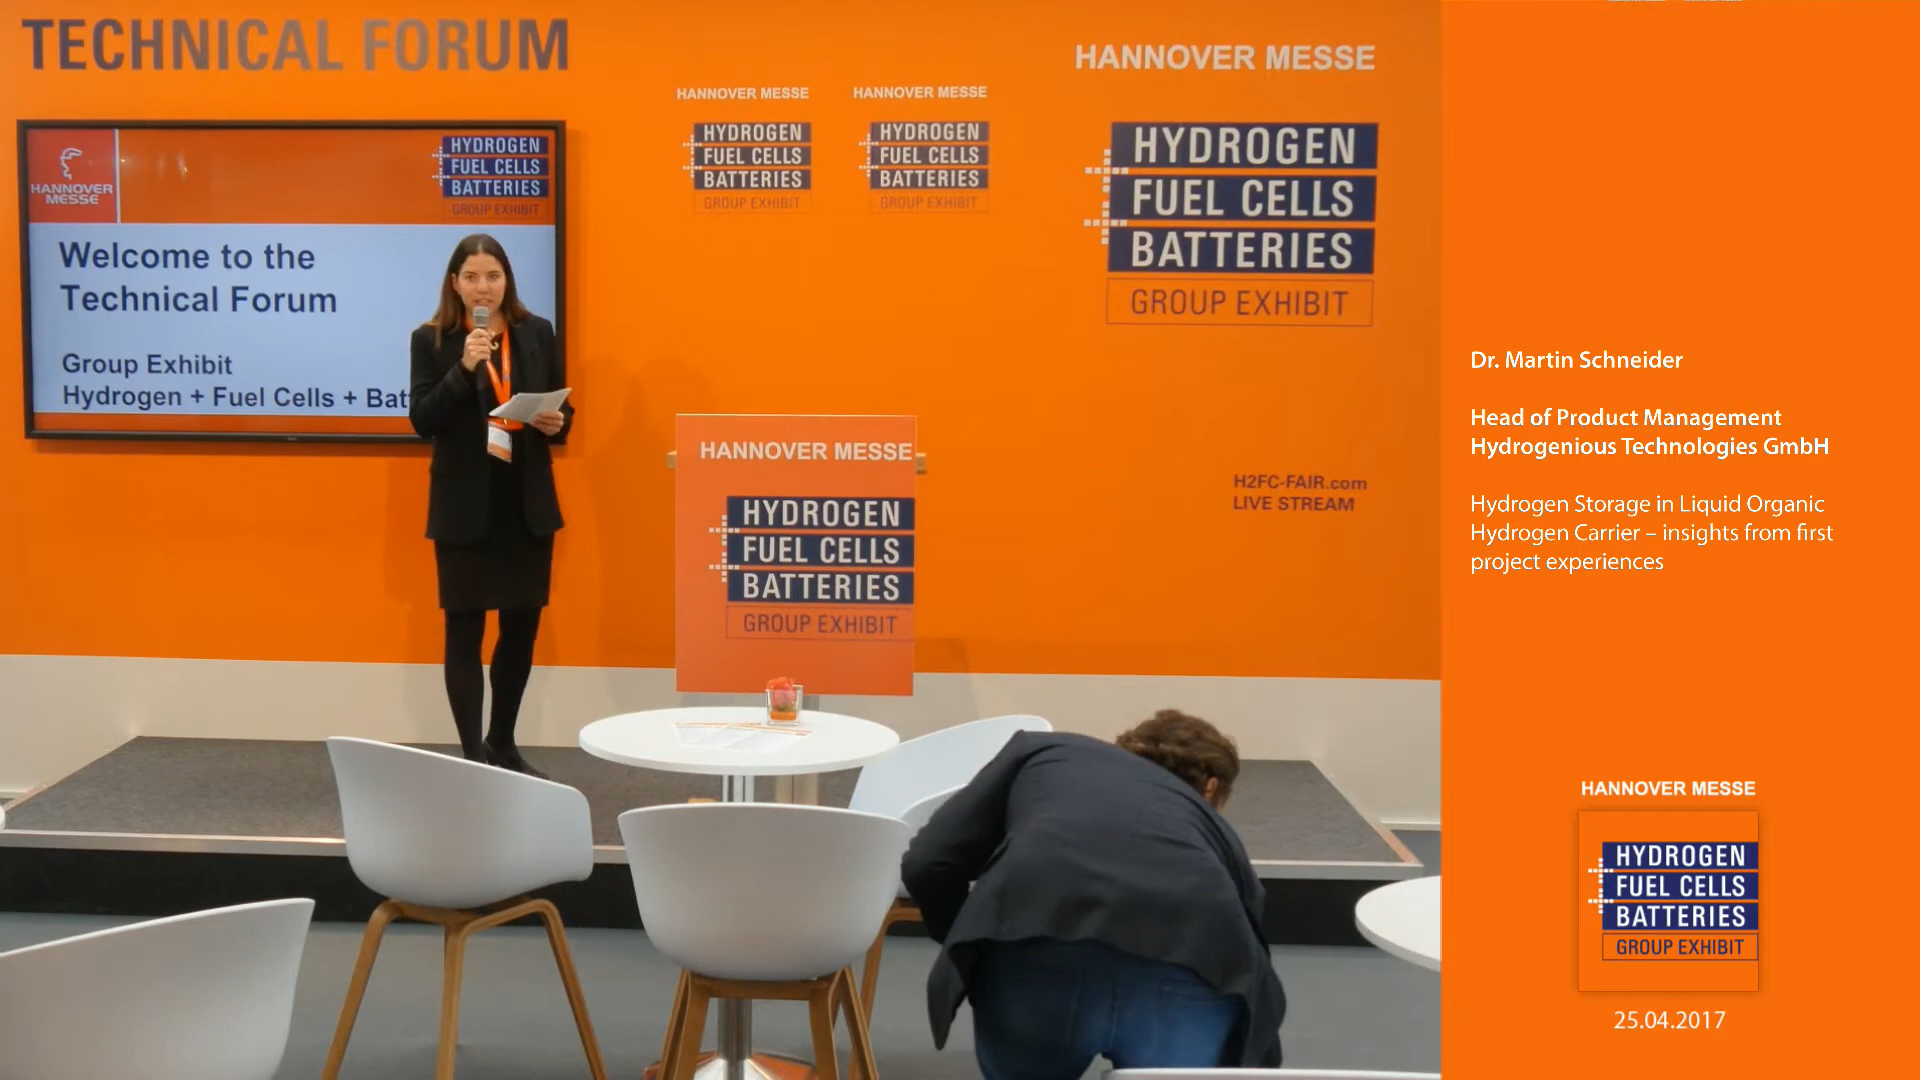 TECHNICAL FORUM
HANNOVER
MESSE
HYDROGEN
FUEL CELLS
BATTERIES
GROUP EXHIBIT
Welcome to the
Technical Forum
Group Exhibit
Hydrogen + Fuel Cells + Bat
HANNOVER MESSE
HYDROGEN
FUEL CELLS
BATTERIES
GROUP EXHIBIT
HANNOVER MESSE
HYDROGEN
FUEL CELLS
BATTERIES
GROUP EXHIBIT
HANNOVER MESSE
HYDROGEN
FUEL CELLS
BATTERIES
GROUP EXHIBIT
HANNOVER MESSE
HYDROGEN
FUEL CELLS
BATTERIES
GROUP EXHIBIT
H2FC-FAIR.com
LIVE STREAM
Dr. Martin Schneider
Head of Product Management
Hydrogenious Technologies GmbH
Hydrogen Storage in Liquid Organic
Hydrogen Carrier – insights from first
project experiences
HANNOVER MESSE
HYDROGEN
FUEL CELLS
BATTERIES
GROUP EXHIBIT
25.04.2017